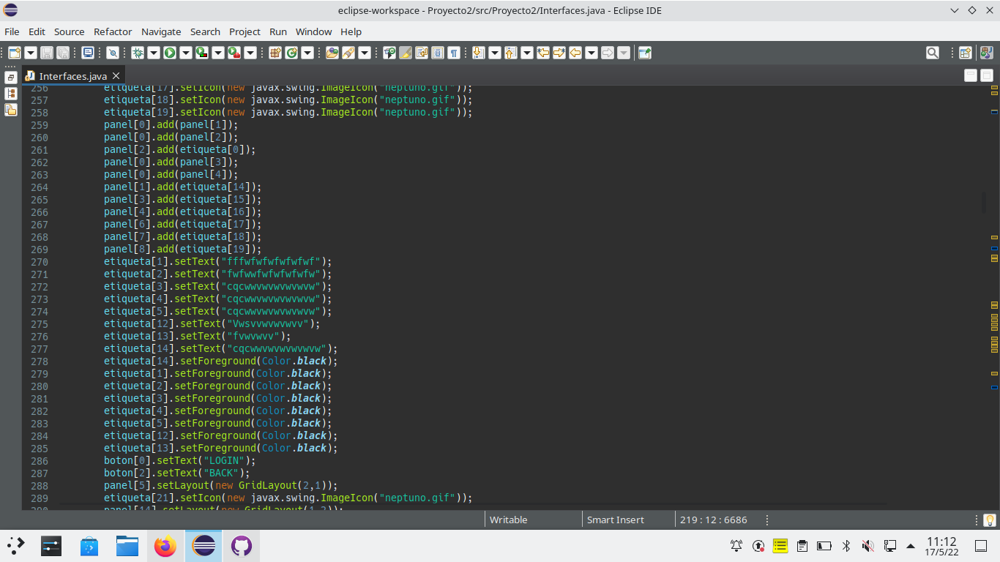 eclipse-workspace - Proyecto2/src/Proyecto2/Interfaces.java - Eclipse IDE
File Edit Source Refactor Navigate Search Project Run Window Help
Interfaces.java
256 etiqueta[17].setIcon(new javax.swing.ImageIcon("neptuno.gif"));
257 etiqueta[18].setIcon(new javax.swing.ImageIcon("neptuno.gif"));
258 etiqueta[19].setIcon(new javax.swing.ImageIcon("neptuno.gif"));
259 panel[0].add(panel[1]);
260 panel[0].add(panel[2]);
261 panel[2].add(etiqueta[0]);
262 panel[0].add(panel[3]);
263 panel[0].add(panel[4]);
264 panel[1].add(etiqueta[14]);
265 panel[3].add(etiqueta[15]);
266 panel[4].add(etiqueta[16]);
267 panel[6].add(etiqueta[17]);
268 panel[7].add(etiqueta[18]);
269 panel[8].add(etiqueta[19]);
270 etiqueta[1].setText("fffwfwfwfwfwfwf");
271 etiqueta[2].setText("fwfwwfwfwfwfwfw");
272 etiqueta[3].setText("cqcwwvwvwvwvwvw");
273 etiqueta[4].setText("cqcwwvwvwvwvwvw");
274 etiqueta[5].setText("cqcwwvwvwvwvwvw");
275 etiqueta[12].setText("Vwsvvwvwvwvv");
276 etiqueta[13].setText("fvwvwvv");
277 etiqueta[14].setText("cqcwwvwvwvwvwvw");
278 etiqueta[14].setForeground(Color.black);
279 etiqueta[1].setForeground(Color.black);
280 etiqueta[2].setForeground(Color.black);
281 etiqueta[3].setForeground(Color.black);
282 etiqueta[4].setForeground(Color.black);
283 etiqueta[5].setForeground(Color.black);
284 etiqueta[12].setForeground(Color.black);
285 etiqueta[13].setForeground(Color.black);
286 boton[0].setText("LOGIN");
287 boton[2].setText("BACK");
288 panel[5].setLayout(new GridLayout(2,1));
289 etiqueta[21].setIcon(new javax.swing.ImageIcon("neptuno.gif"));
290 panel[14].setLayout(new GridLayout(1,2));
Writable Smart Insert 219 : 12 : 6686
11:12
17/5/22